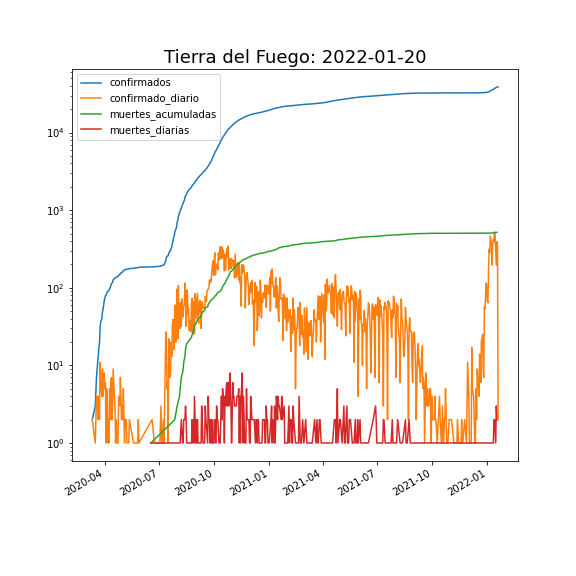 Tierra del Fuego: 2022-01-20
confirmados
confirmado_diario
muertes_acumuladas
muertes_diarias
10^4
10^3
10^2
10^1
10^0
2020-04
2020-07
2020-10
2021-01
2021-04
2021-07
2021-10
2022-01